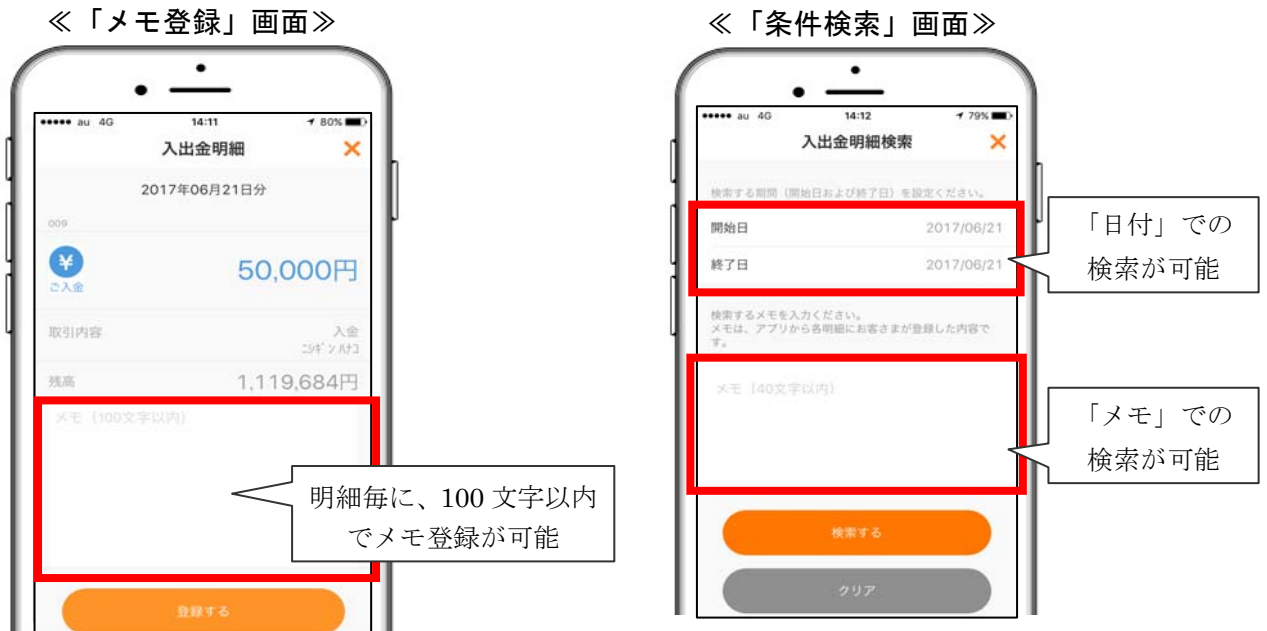 ≪「メモ登録」画面≫
au 4G 14:11 80%
入出金明細
2017年06月21日分
009
¥
50,000円
ご入金
取引内容 入金
ﾆｼｷﾞﾝ ﾊﾅｺ
残高 1,119,684円
メモ（100文字以内）
明細毎に、100 文字以内
でメモ登録が可能
登録する
≪「条件検索」画面≫
au 4G 14:12 79%
入出金明細検索
検索する期間（開始日および終了日）を設定ください。
開始日 2017/06/21
終了日 2017/06/21
「日付」での
検索が可能
検索するメモを入力ください。
メモは、アプリから各明細にお客さまが登録した内容で
す。
メモ（40文字以内）
「メモ」での
検索が可能
検索する
クリア